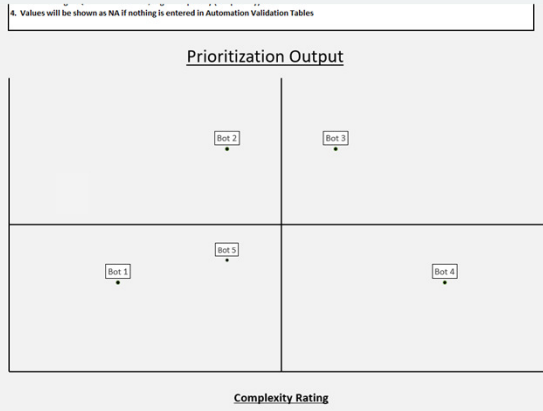 4. Values will be shown as NA if nothing is entered in Automation Validation Tables
Prioritization Output
Bot 2
Bot 3
Bot 5
Bot 1
Bot 4
Complexity Rating